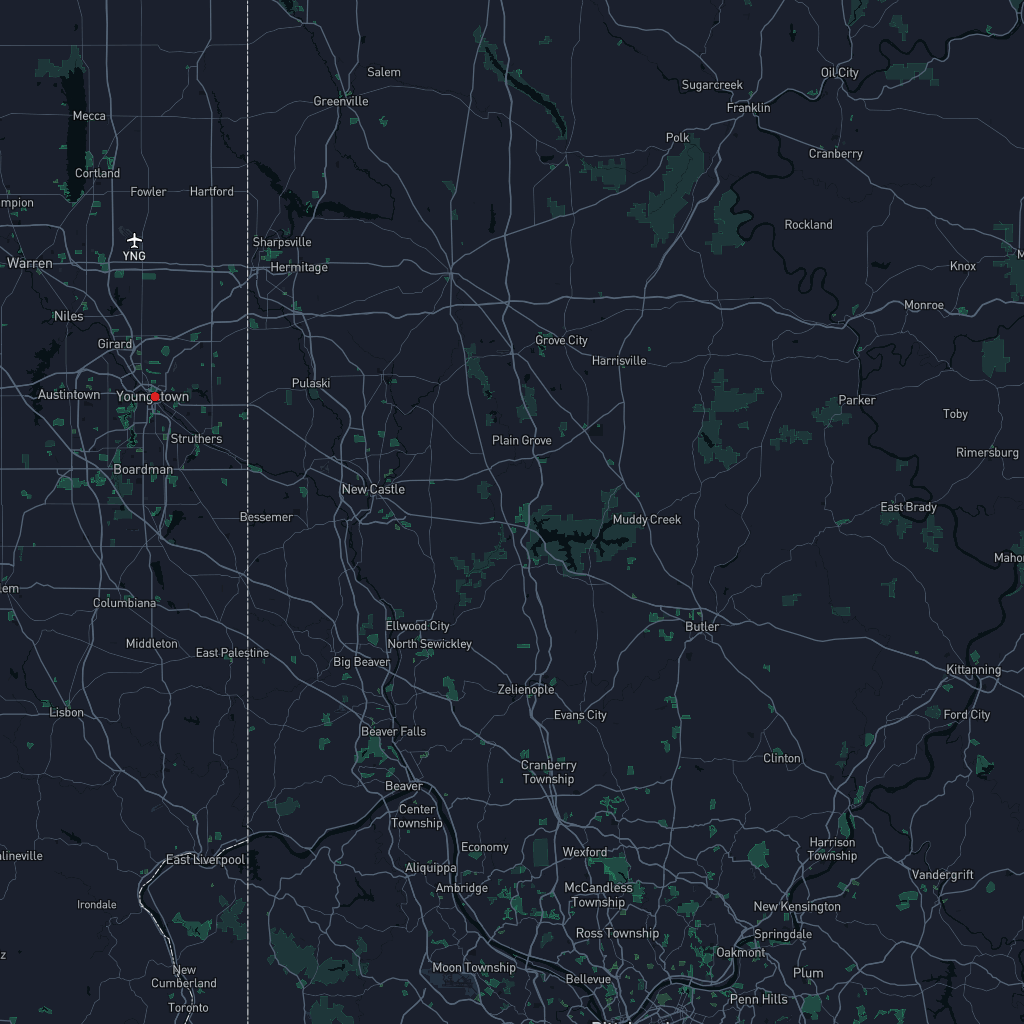 Salem
Oil City
Sugarcreek
Greenville
Franklin
Mecca
Polk
Cranberry
Cortland
Fowler
Hartford
mpion
Rockland
Sharpsville
YNG
Warren
Hermitage
Knox
Monroe
Niles
Grove City
Girard
Harrisville
Pulaski
Austintown
Youngstown
Parker
Toby
Struthers
Plain Grove
Rimersburg
Boardman
New Castle
East Brady
Bessemer
Muddy Creek
Mahon
lem
Columbiana
Ellwood City
Butler
Middleton
North Sewickley
East Palestine
Big Beaver
Kittanning
Zelienople
Lisbon
Evans City
Ford City
Beaver Falls
Clinton
Cranberry
Township
Beaver
Center
Township
Harrison
Township
Economy
Wexford
alineville
East Liverpool
Aliquippa
Vandergrift
Ambridge
McCandless
Township
Irondale
New Kensington
Ross Township
Springdale
Oakmont
z
Moon Township
New
Cumberland
Bellevue
Plum
Penn Hills
Toronto